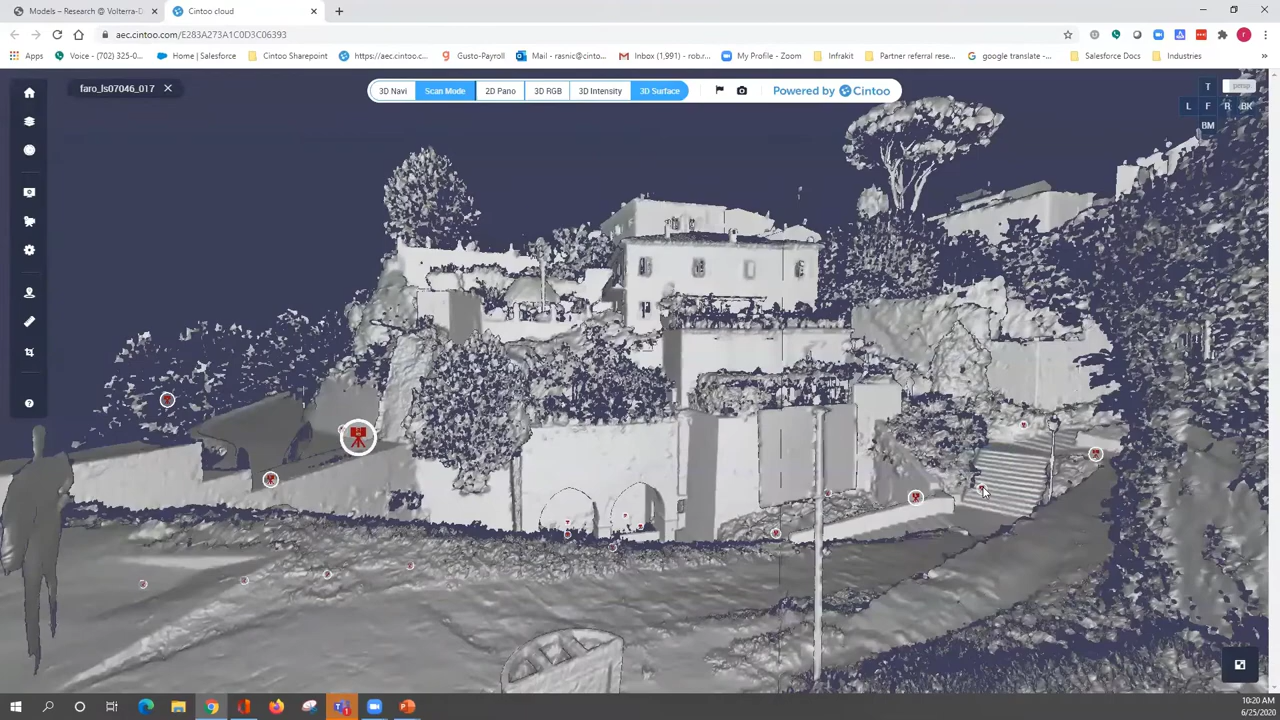 Models – Research @ Volterra-D
Cintoo cloud
aec.cintoo.com/E283A273A1C0D3C06393
Apps
Voice - (702) 325-0...
Home | Salesforce
Cintoo Sharepoint
https://aec.cintoo.c...
Gusto-Payroll
Mail - rasnic@cinto...
Inbox (1,991) - rob.r...
My Profile - Zoom
Partner referral rese...
Infrakit
google translate -...
Salesforce Docs
Industries
faro_ls07046_017
3D Navi
Scan Mode
2D Pano
3D RGB
3D Intensity
3D Surface
Powered by Cintoo
T
persp
L F R BK
BM
10:20 AM
6/25/2020